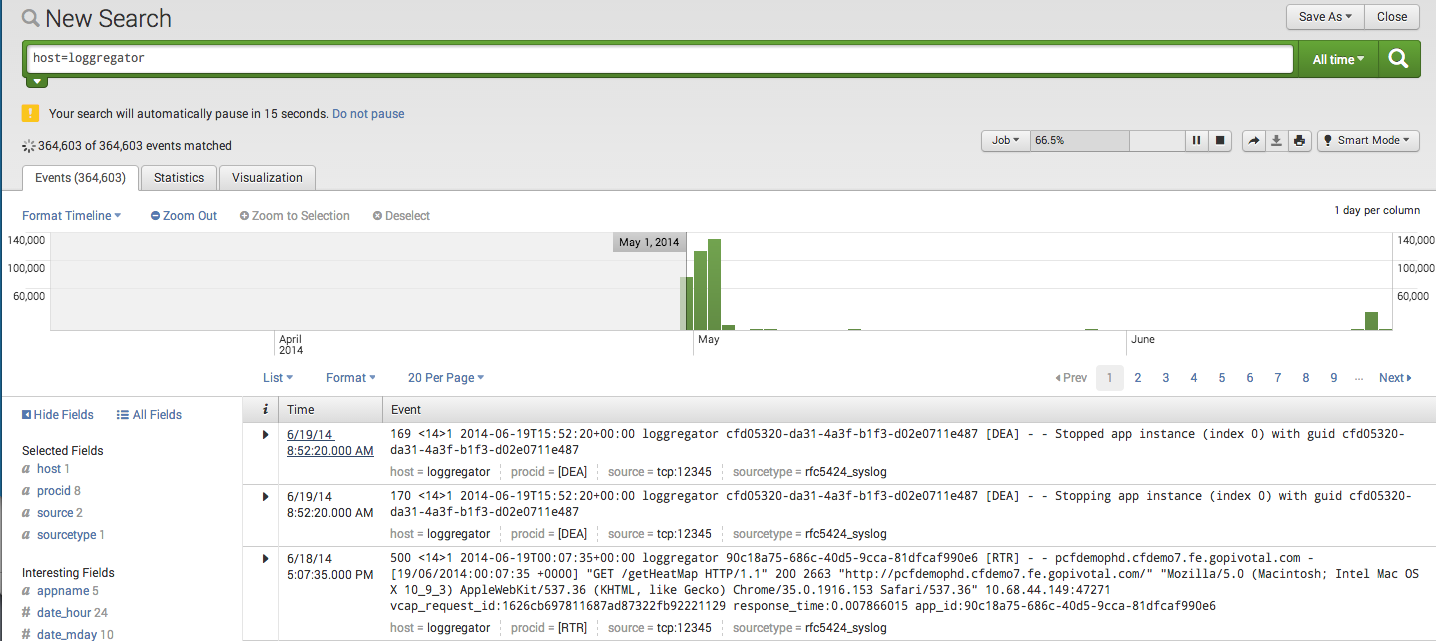 New Search
Save As
Close
host=loggregator
All time
! Your search will automatically pause in 15 seconds. Do not pause
364,603 of 364,603 events matched
Job
66.5%
Smart Mode
Events (364,603)
Statistics
Visualization
Format Timeline
Zoom Out
Zoom to Selection
Deselect
1 day per column
140,000
May 1, 2014
140,000
100,000
100,000
60,000
60,000
April
2014
May
June
List
Format
20 Per Page
Prev 1 2 3 4 5 6 7 8 9 ... Next
Hide Fields
All Fields
i Time Event
Selected Fields
a host 1
a procid 8
a source 2
a sourcetype 1
Interesting Fields
a appname 5
# date_hour 24
# date_mday 10
6/19/14
8:52:20.000 AM
169 <14>1 2014-06-19T15:52:20+00:00 loggregator cfd05320-da31-4a3f-b1f3-d02e0711e487 [DEA] - - Stopped app instance (index 0) with guid cfd05320-
da31-4a3f-b1f3-d02e0711e487
host = loggregator procid = [DEA] source = tcp:12345 sourcetype = rfc5424_syslog
6/19/14
8:52:20.000 AM
170 <14>1 2014-06-19T15:52:20+00:00 loggregator cfd05320-da31-4a3f-b1f3-d02e0711e487 [DEA] - - Stopping app instance (index 0) with guid cfd05320-
da31-4a3f-b1f3-d02e0711e487
host = loggregator procid = [DEA] source = tcp:12345 sourcetype = rfc5424_syslog
6/18/14
5:07:35.000 PM
500 <14>1 2014-06-19T00:07:35+00:00 loggregator 90c18a75-686c-40d5-9cca-81dfcaf990e6 [RTR] - - pcfdemophd.cfdemo7.fe.gopivotal.com -
[19/06/2014:00:07:35 +0000] "GET /getHeatMap HTTP/1.1" 200 2663 "http://pcfdemophd.cfdemo7.fe.gopivotal.com/" "Mozilla/5.0 (Macintosh; Intel Mac OS
X 10_9_3) AppleWebKit/537.36 (KHTML, like Gecko) Chrome/35.0.1916.153 Safari/537.36" 10.68.44.149:47271
vcap_request_id:1626cb697811687ad87322fb92221129 response_time:0.007866015 app_id:90c18a75-686c-40d5-9cca-81dfcaf990e6
host = loggregator procid = [RTR] source = tcp:12345 sourcetype = rfc5424_syslog